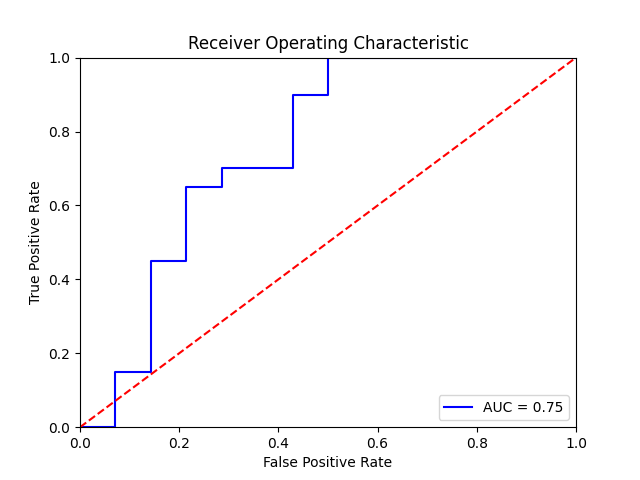 Receiver Operating Characteristic
True Positive Rate
1.0
0.8
0.6
0.4
0.2
0.0
AUC = 0.75
0.0 0.2 0.4 0.6 0.8 1.0
False Positive Rate